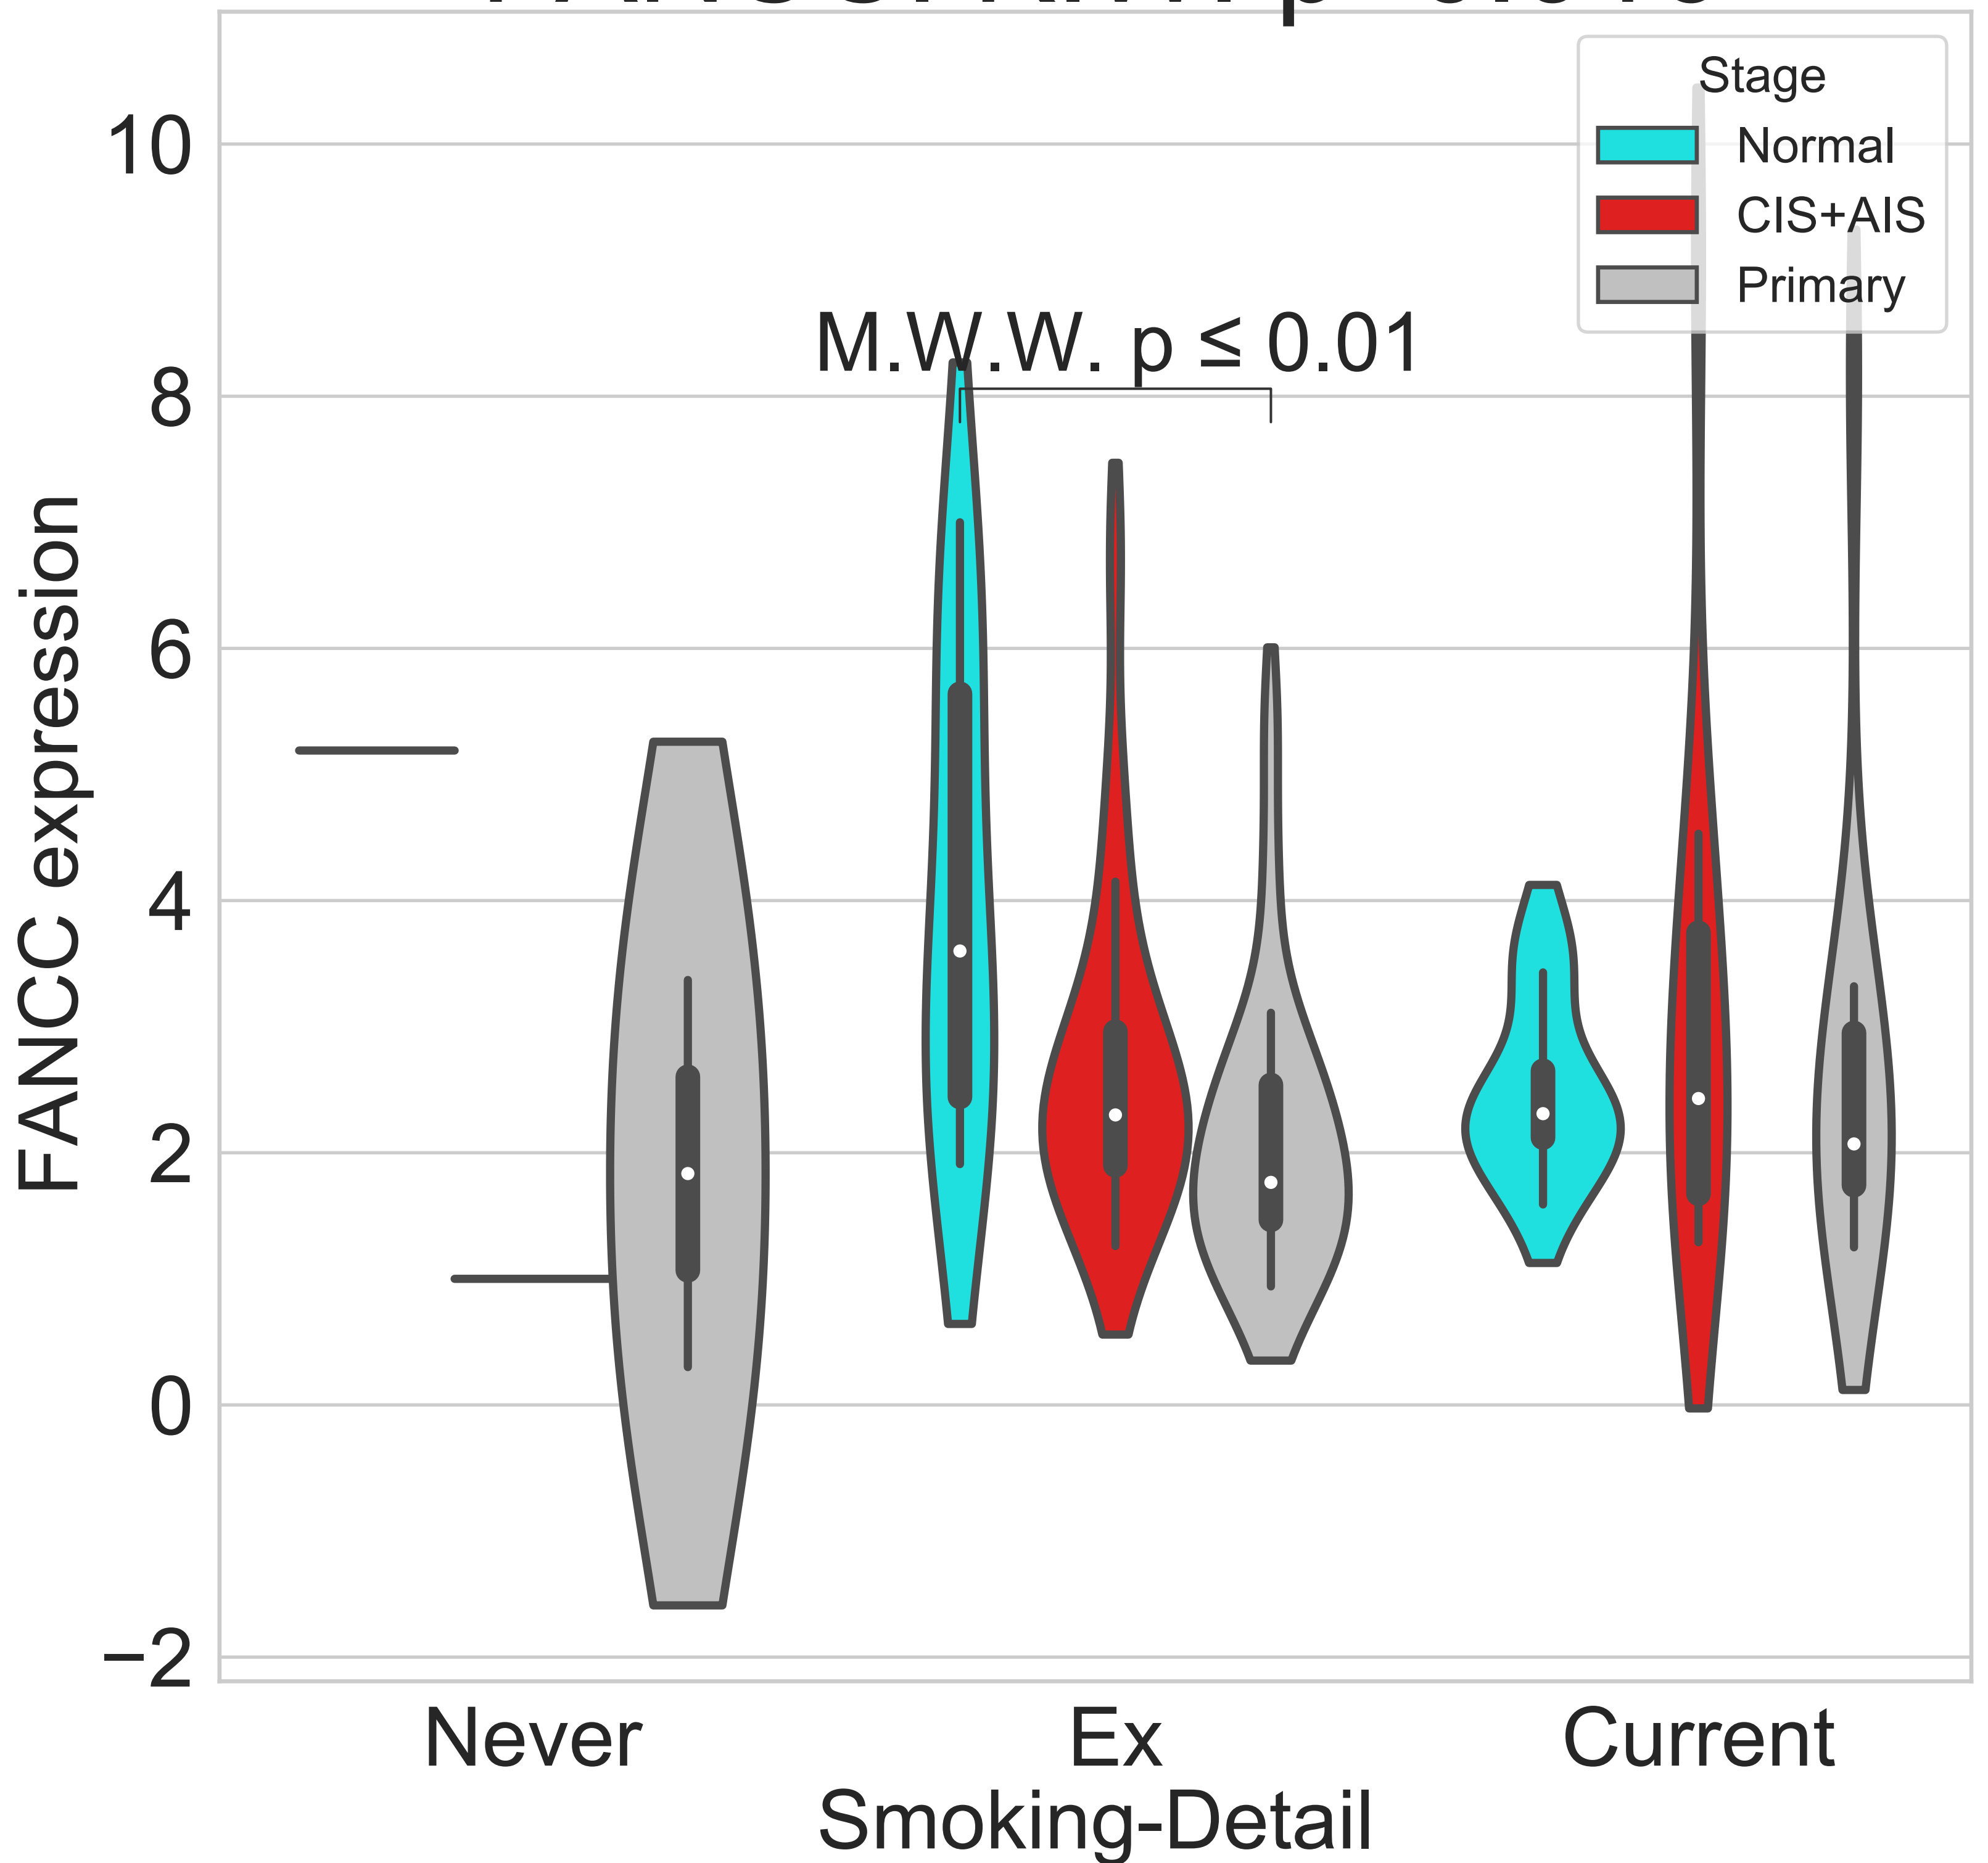 Stage
Normal
CIS+AIS
Primary
M.W.W. p ≤ 0.01
10
8
6
4
2
0
−2
FANCC expression
Never
Ex
Current
Smoking-Detail